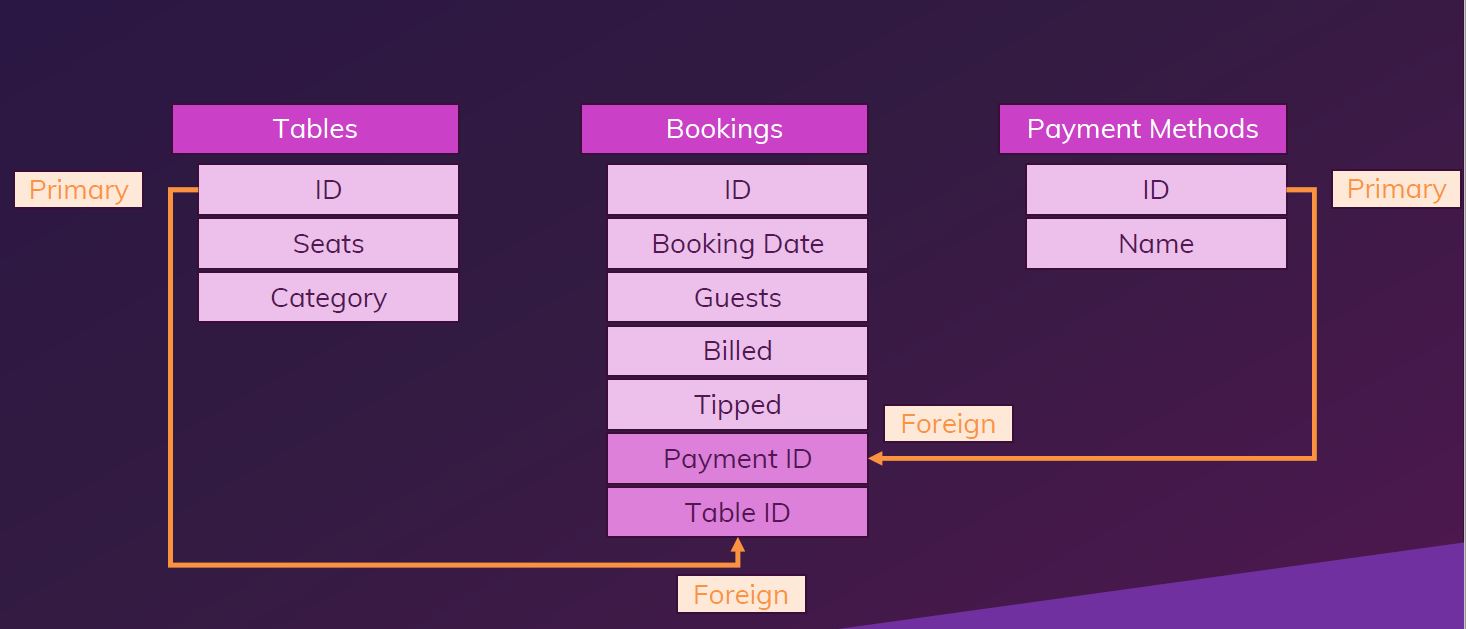 Tables
Bookings
Payment Methods
Primary
ID
ID
ID
Primary
Seats
Booking Date
Name
Category
Guests
Billed
Tipped
Foreign
Payment ID
Table ID
Foreign